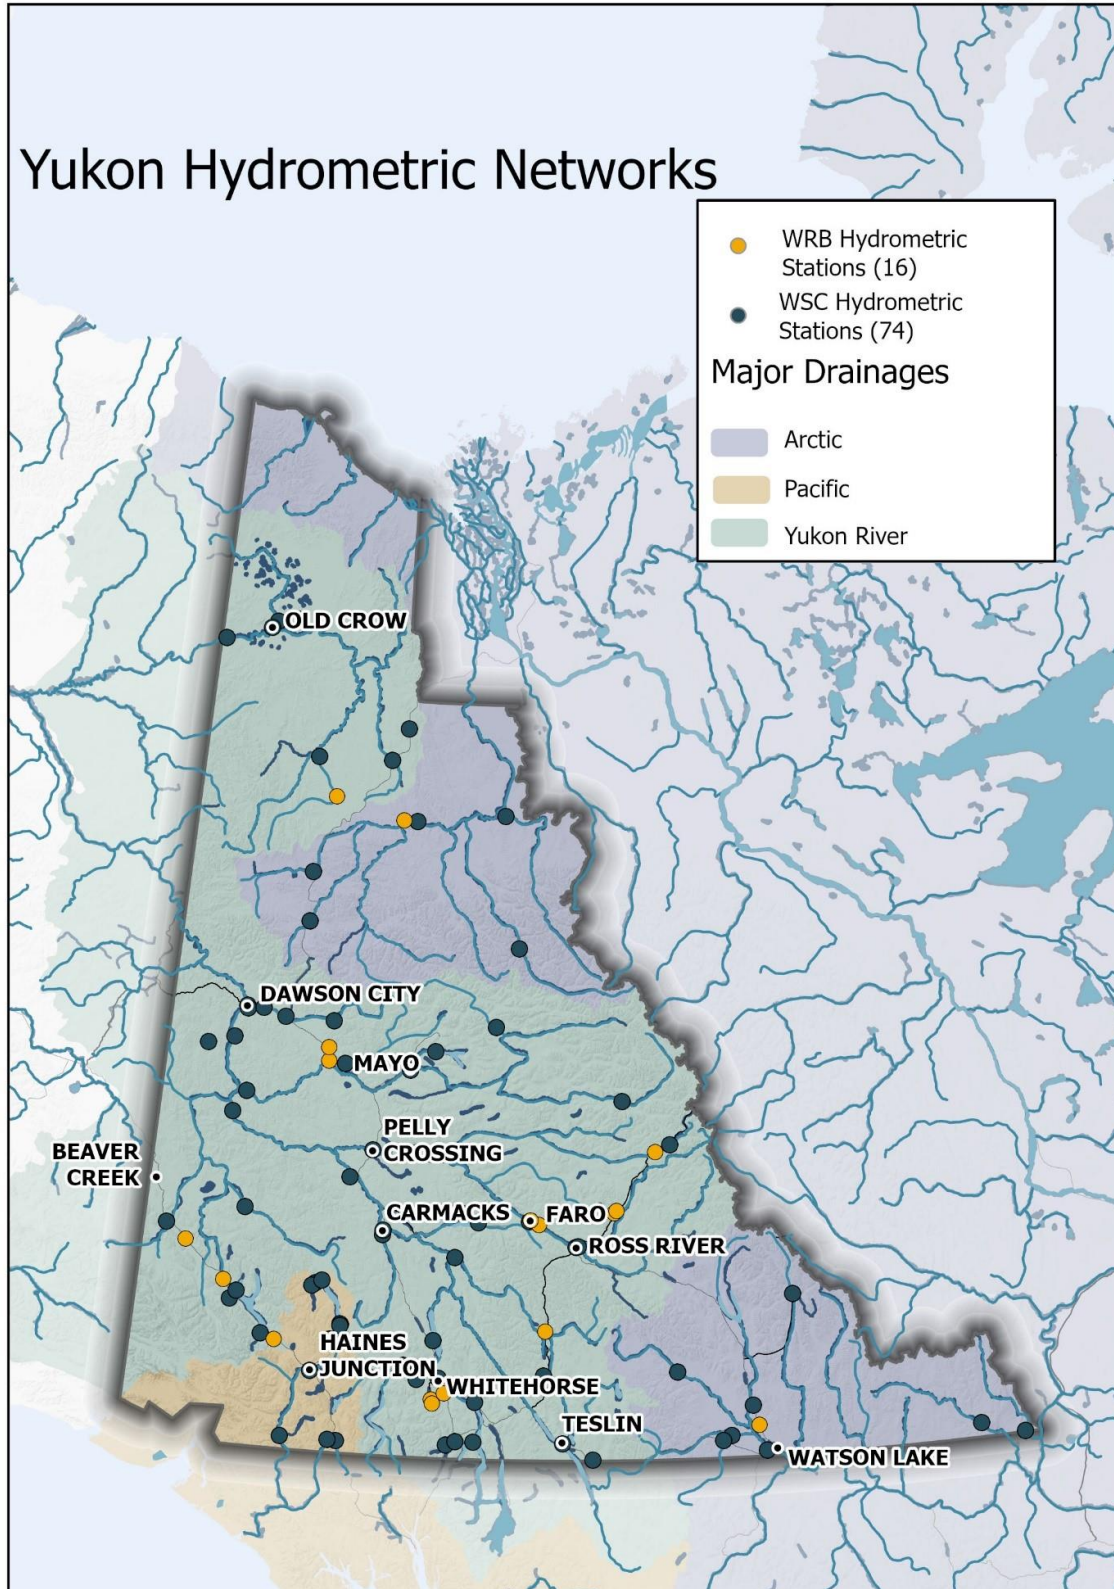 Yukon Hydrometric Networks
WRB Hydrometric
Stations (16)
WSC Hydrometric
Stations (74)
Major Drainages
Arctic
Pacific
Yukon River
OLD CROW
DAWSON CITY
MAYO
PELLY
CROSSING
BEAVER
CREEK
CARMACKS
FARO
ROSS RIVER
HAINES
JUNCTION
WHITEHORSE
TESLIN
WATSON LAKE